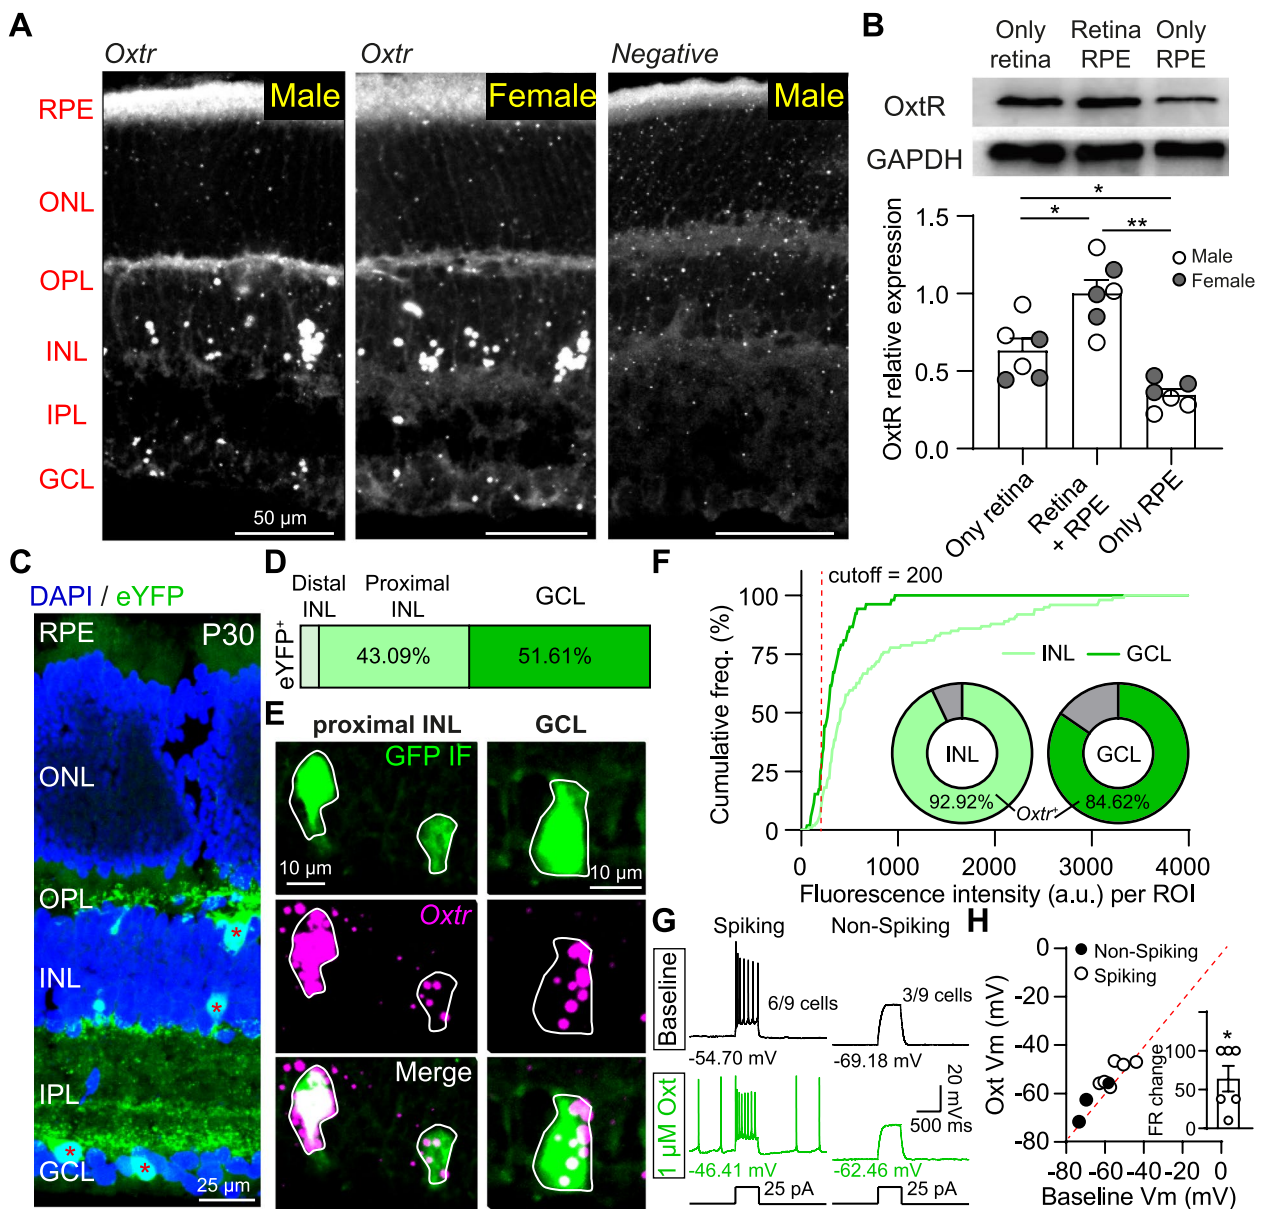 A
Oxtr
Oxtr
Negative
Male
Female
Male
RPE
ONL
OPL
INL
IPL
GCL
50 µm
B
Only retina
Retina RPE
Only RPE
OxtR
GAPDH
*
*
**
OxtR relative expression
1.5
1.0
0.5
0.0
Male
Female
Ony retina
Retina + RPE
Only RPE
C
DAPI / eYFP
RPE
P30
ONL
OPL
*
INL
*
IPL
*
*
GCL
25 µm
D
Distal INL
Proximal INL
GCL
eYFP+
43.09%
51.61%
E
proximal INL
GCL
GFP IF
10 µm
10 µm
Oxtr
Merge
F
cutoff = 200
Cumulative freq. (%)
100
75
50
25
0
INL
GCL
INL
92.92%
Oxtr+
GCL
84.62%
0
1000
2000
3000
4000
Fluorescence intensity (a.u.) per ROI
G
Spiking
Non-Spiking
Baseline
6/9 cells
3/9 cells
-54.70 mV
-69.18 mV
1 µM Oxt
20 mV
500 ms
-46.41 mV
-62.46 mV
25 pA
25 pA
H
Oxt Vm (mV)
0
-20
-40
-60
-80
Non-Spiking
Spiking
FR change
100
50
0
*
-80
-60
-40
-20
0
Baseline Vm (mV)